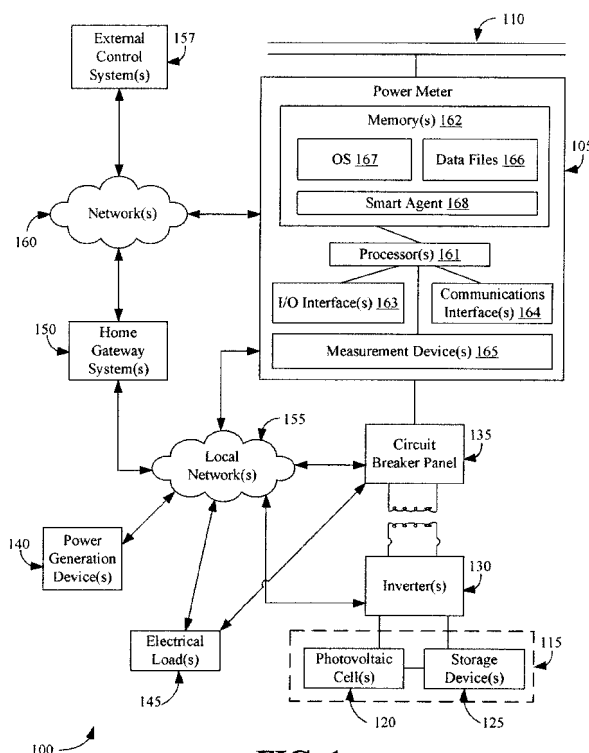 110
External
Control
System(s)
157
Power Meter
105
Memory(s) 162
OS 167
Data Files 166
Smart Agent 168
Network(s)
160
Processor(s) 161
I/O Interface(s) 163
Communications
Interface(s) 164
150
Home
Gateway
System(s)
Measurement Device(s) 165
155
Local
Network(s)
135
Circuit
Breaker Panel
140
Power
Generation
Device(s)
130
Inverter(s)
Electrical
Load(s)
145
115
Photovoltaic
Cell(s)
Storage
Device(s)
120
125
100